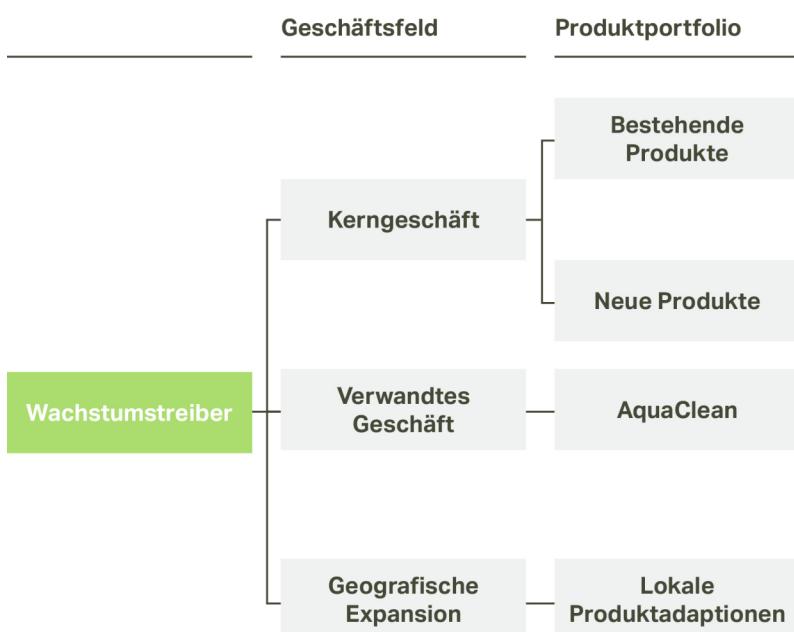 Geschäftsfeld
Produktportfolio
Bestehende
Produkte
Kerngeschäft
Neue Produkte
Wachstumstreiber
Verwandtes
Geschäft
AquaClean
Geografische
Expansion
Lokale
Produktadaptionen